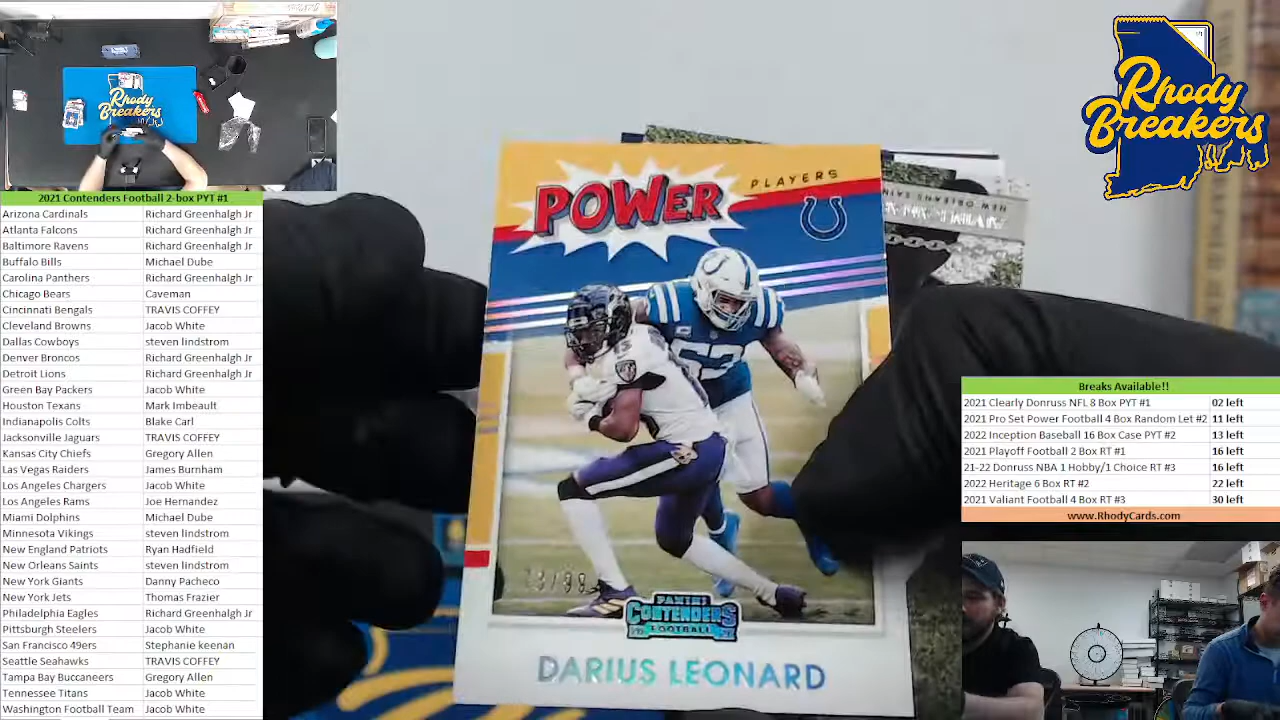 Rhody
Breakers
2021 Contenders Football 2-box PYT #1
Arizona Cardinals Richard Greenhalgh Jr
Atlanta Falcons Richard Greenhalgh Jr
Baltimore Ravens Richard Greenhalgh Jr
Buffalo Bills Michael Dube
Carolina Panthers Richard Greenhalgh Jr
Chicago Bears Caveman
Cincinnati Bengals TRAVIS COFFEY
Cleveland Browns Jacob White
Dallas Cowboys steven lindstrom
Denver Broncos Richard Greenhalgh Jr
Detroit Lions Richard Greenhalgh Jr
Green Bay Packers Jacob White
Houston Texans Mark Imbeault
Indianapolis Colts Blake Carl
Jacksonville Jaguars TRAVIS COFFEY
Kansas City Chiefs Gregory Allen
Las Vegas Raiders James Burnham
Los Angeles Chargers Jacob White
Los Angeles Rams Joe Hernandez
Miami Dolphins Michael Dube
Minnesota Vikings steven lindstrom
New England Patriots Ryan Hadfield
New Orleans Saints steven lindstrom
New York Giants Danny Pacheco
New York Jets Thomas Frazier
Philadelphia Eagles Richard Greenhalgh Jr
Pittsburgh Steelers Jacob White
San Francisco 49ers Stephanie keenan
Seattle Seahawks TRAVIS COFFEY
Tampa Bay Buccaneers Gregory Allen
Tennessee Titans Jacob White
Washington Football Team Jacob White
POWER
PLAYERS
NEW ORLEANS SAINTS
53
PANINI
CONTENDERS
FOOTBALL
DARIUS LEONARD
Rhody
Breakers
Breaks Available!!
2021 Clearly Donruss NFL 8 Box PYT #1 02 left
2021 Pro Set Power Football 4 Box Random Let #2 11 left
2022 Inception Baseball 16 Box Case PYT #2 13 left
2021 Playoff Football 2 Box RT #1 16 left
21-22 Donruss NBA 1 Hobby/1 Choice RT #3 16 left
2022 Heritage 6 Box RT #2 22 left
2021 Valiant Football 4 Box RT #3 30 left
www.RhodyCards.com